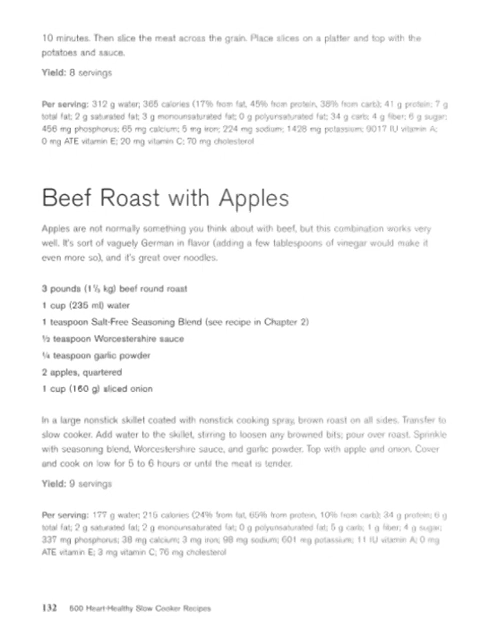 10 minutes. Then slice the meat across the grain. Place slices on a platter and top with the
potatoes and sauce.
Yield: 8 servings
Per serving: 312 g water; 365 calories (17% from fat, 45% from protein, 38% from carb); 41 g protein; 7 g
total fat; 2 g saturated fat; 3 g monounsaturated fat; 0 g polyunsaturated fat; 34 g carb; 4 g fiber; 6 g sugar;
456 mg phosphorus; 65 mg calcium; 5 mg iron; 224 mg sodium; 1428 mg potassium; 9017 IU vitamin A;
0 mg ATE vitamin E; 20 mg vitamin C; 70 mg cholesterol
Beef Roast with Apples
Apples are not normally something you think about with beef, but this combination works very
well. It's sort of vaguely German in flavor (adding a few tablespoons of vinegar would make it
even more so), and it's great over noodles.
3 pounds (1⅓ kg) beef round roast
1 cup (235 ml) water
1 teaspoon Salt-Free Seasoning Blend (see recipe in Chapter 2)
½ teaspoon Worcestershire sauce
¼ teaspoon garlic powder
2 apples, quartered
1 cup (160 g) sliced onion
In a large nonstick skillet coated with nonstick cooking spray, brown roast on all sides. Transfer to
slow cooker. Add water to the skillet, stirring to loosen any browned bits; pour over roast. Sprinkle
with seasoning blend, Worcestershire sauce, and garlic powder. Top with apple and onion. Cover
and cook on low for 5 to 6 hours or until the meat is tender.
Yield: 9 servings
Per serving: 177 g water; 215 calories (24% from fat, 65% from protein, 10% from carb); 34 g protein; 6 g
total fat; 2 g saturated fat; 2 g monounsaturated fat; 0 g polyunsaturated fat; 5 g carb; 1 g fiber; 4 g sugar;
337 mg phosphorus; 38 mg calcium; 3 mg iron; 98 mg sodium; 601 mg potassium; 11 IU vitamin A; 0 mg
ATE vitamin E; 3 mg vitamin C; 76 mg cholesterol
132 500 Heart-Healthy Slow Cooker Recipes